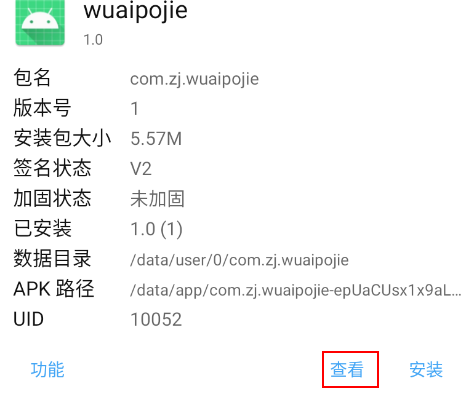 wuaipojie
1.0
包名 com.zj.wuaipojie
版本号 1
安装包大小 5.57M
签名状态 V2
加固状态 未加固
已安装 1.0 (1)
数据目录 /data/user/0/com.zj.wuaipojie
APK 路径 /data/app/com.zj.wuaipojie-epUaCUsx1x9aL...
UID 10052
功能 查看 安装